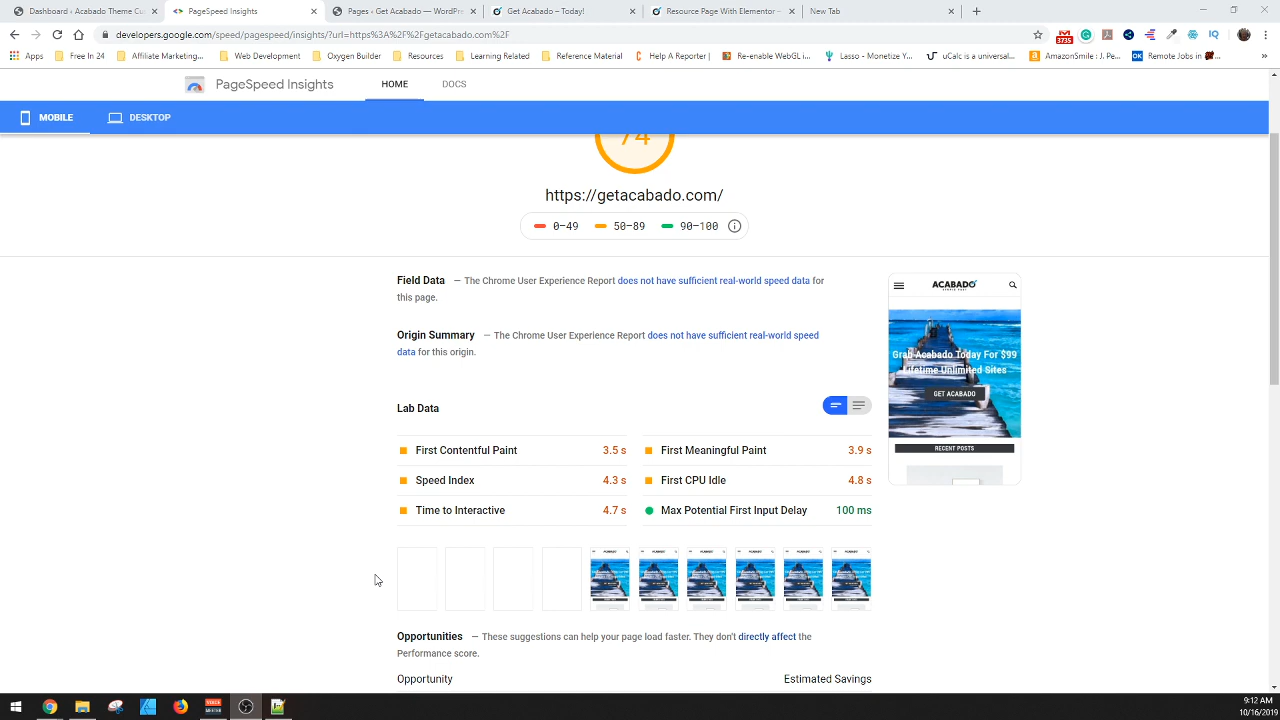 Dashboard ‹ Acabado Theme Cu
PageSpeed Insights
Pages ‹ Get Acabado — WordPre
Get Acabado – Today!
Resource Page With Elementor –
New Tab
developers.google.com/speed/pagespeed/insights/?url=https%3A%2F%2Fgetacabado.com%2F
3735
Apps
Free In 24
Affiliate Marketing...
Web Development
Oxygen Builder
Resources
Learning Related
Reference Material
Help A Reporter |
Re-enable WebGL i...
Lasso - Monetize Y...
uCalc is a universal...
AmazonSmile : J. Pe...
Remote Jobs in
PageSpeed Insights
HOME
DOCS
MOBILE
DESKTOP
74
https://getacabado.com/
0–49
50–89
90–100
Field Data — The Chrome User Experience Report does not have sufficient real-world speed data for
this page.
Origin Summary — The Chrome User Experience Report does not have sufficient real-world speed
data for this origin.
Lab Data
First Contentful Paint 3.5 s
First Meaningful Paint 3.9 s
Speed Index 4.3 s
First CPU Idle 4.8 s
Time to Interactive 4.7 s
Max Potential First Input Delay 100 ms
ACABADO
Grab Acabado Today For $99
Lifetime Unlimited Sites
GET ACABADO
RECENT POSTS
Opportunities — These suggestions can help your page load faster. They don't directly affect the
Performance score.
Opportunity
Estimated Savings
9:12 AM
10/16/2019